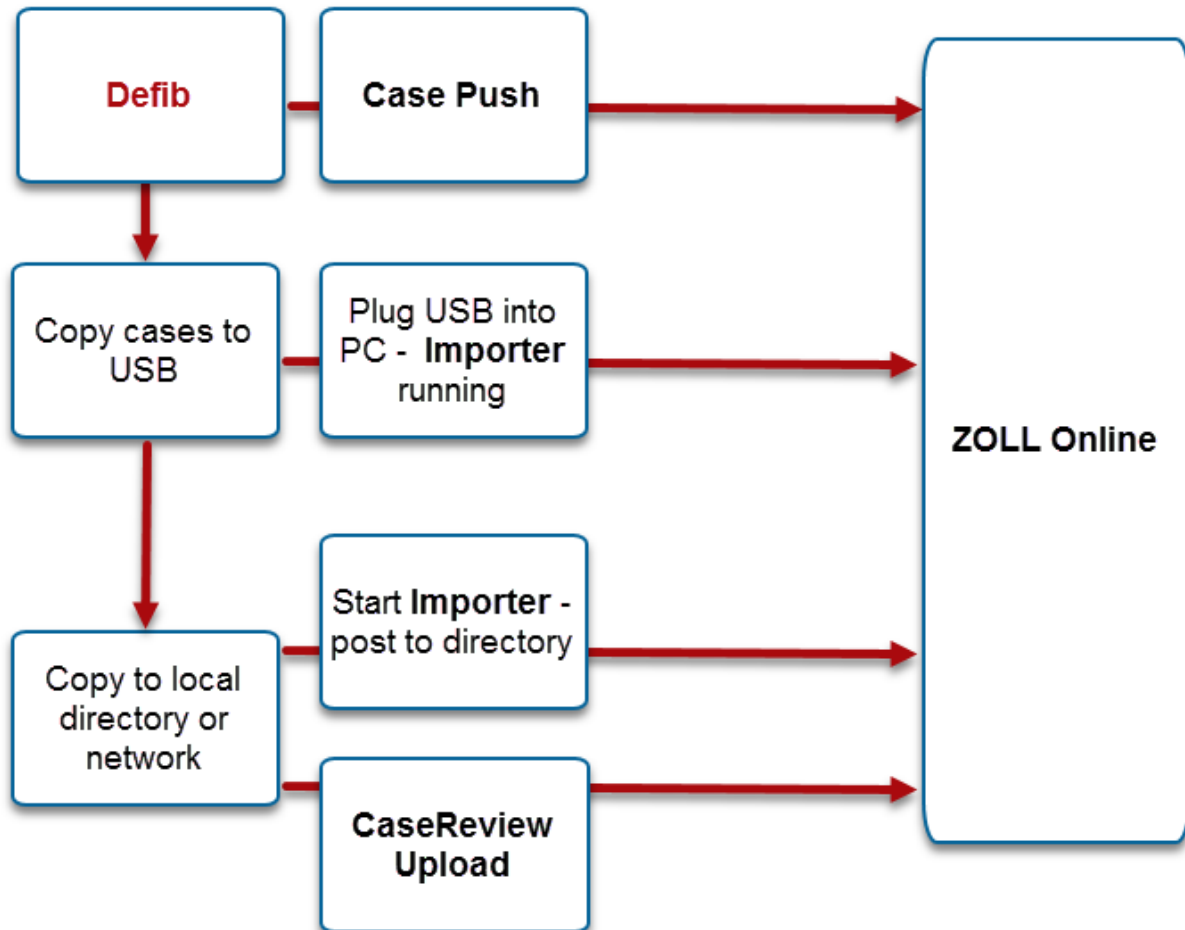 Defib
Case Push
Copy cases to
USB
Plug USB into
PC - Importer
running
ZOLL Online
Start Importer -
post to directory
Copy to local
directory or
network
CaseReview
Upload